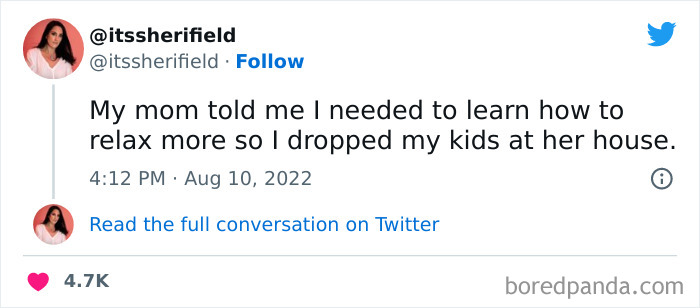 @itssherifield
@itssherifield · Follow
My mom told me I needed to learn how to
relax more so I dropped my kids at her house.
4:12 PM · Aug 10, 2022
Read the full conversation on Twitter
4.7K
boredpanda.com